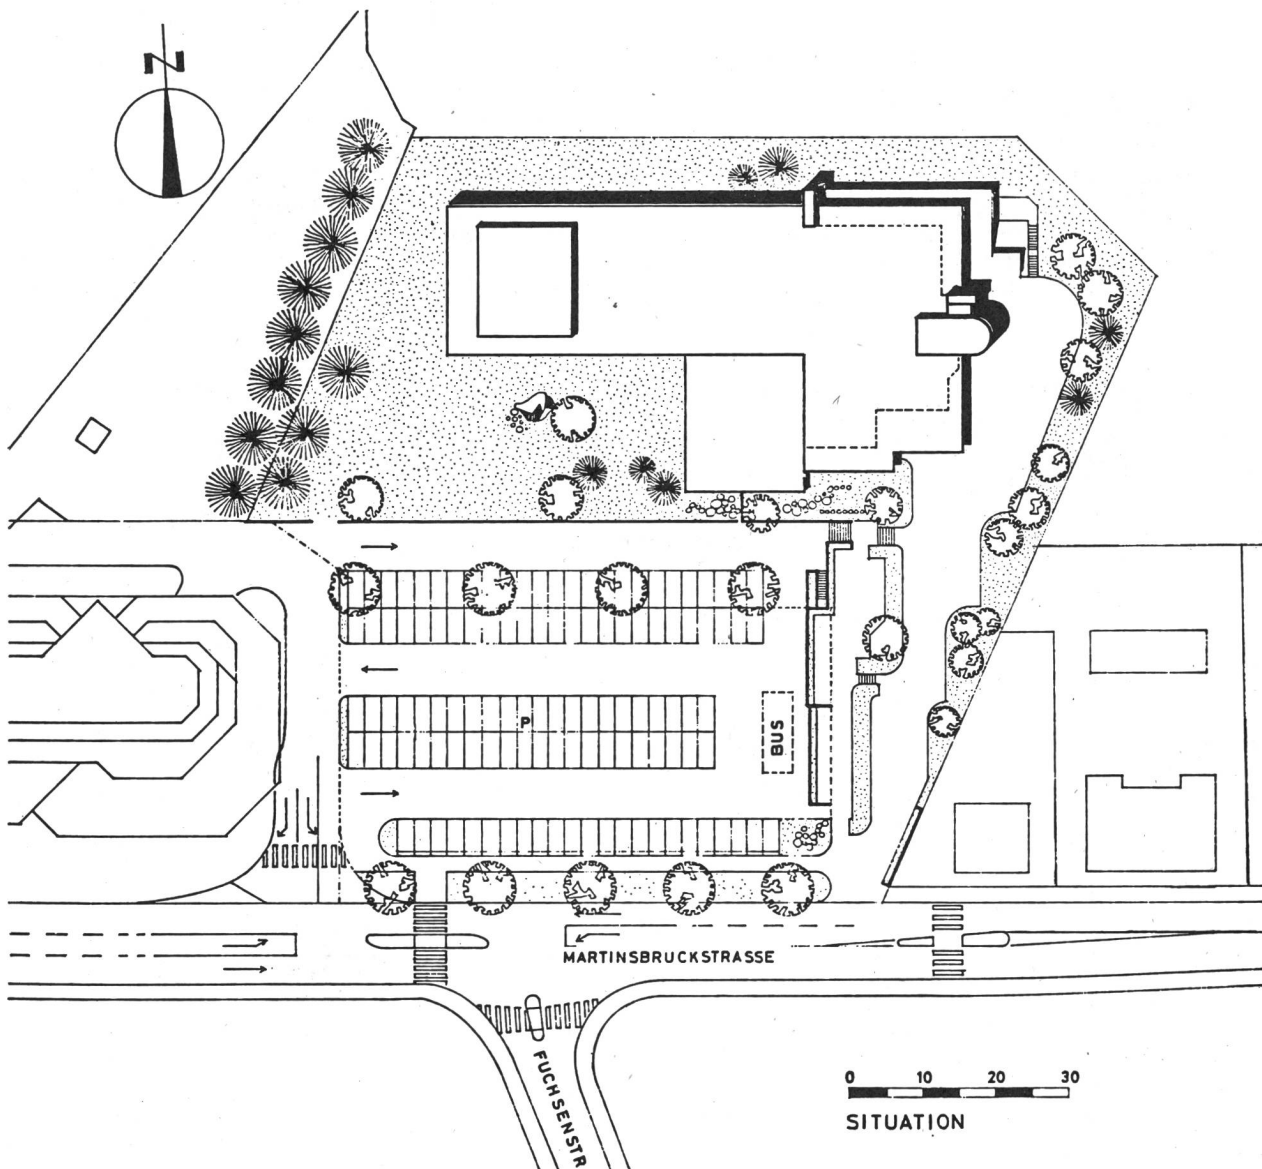 N
P
BUS
MARTINSBRUCKSTRASSE
FUCHSENSTR
0 10 20 30
SITUATION